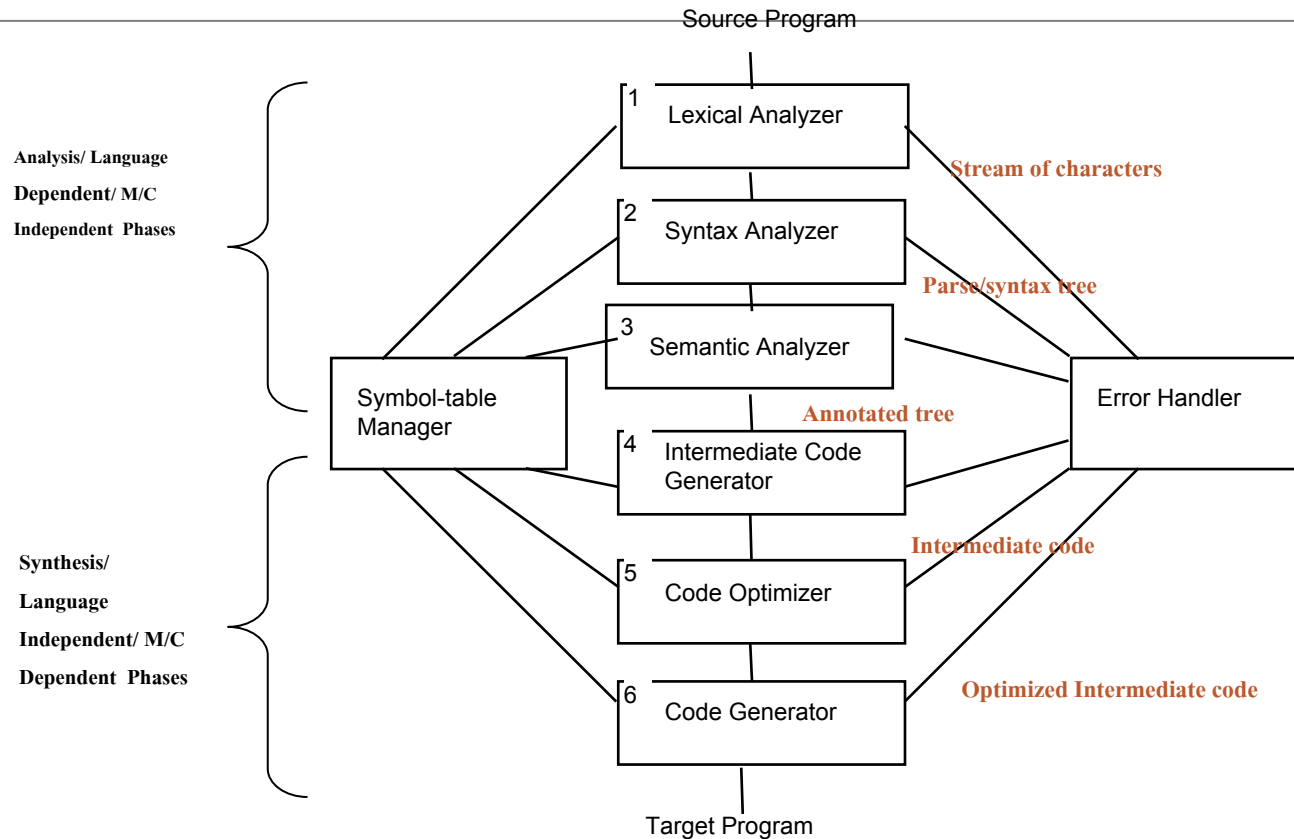 Source Program
1
Lexical Analyzer
Analysis/ Language
Dependent/ M/C
Independent Phases
Stream of characters
2
Syntax Analyzer
Parse/syntax tree
3
Semantic Analyzer
Symbol-table
Manager
Error Handler
Annotated tree
4
Intermediate Code
Generator
Intermediate code
Synthesis/
Language
Independent/ M/C
Dependent Phases
5
Code Optimizer
Optimized Intermediate code
6
Code Generator
Target Program